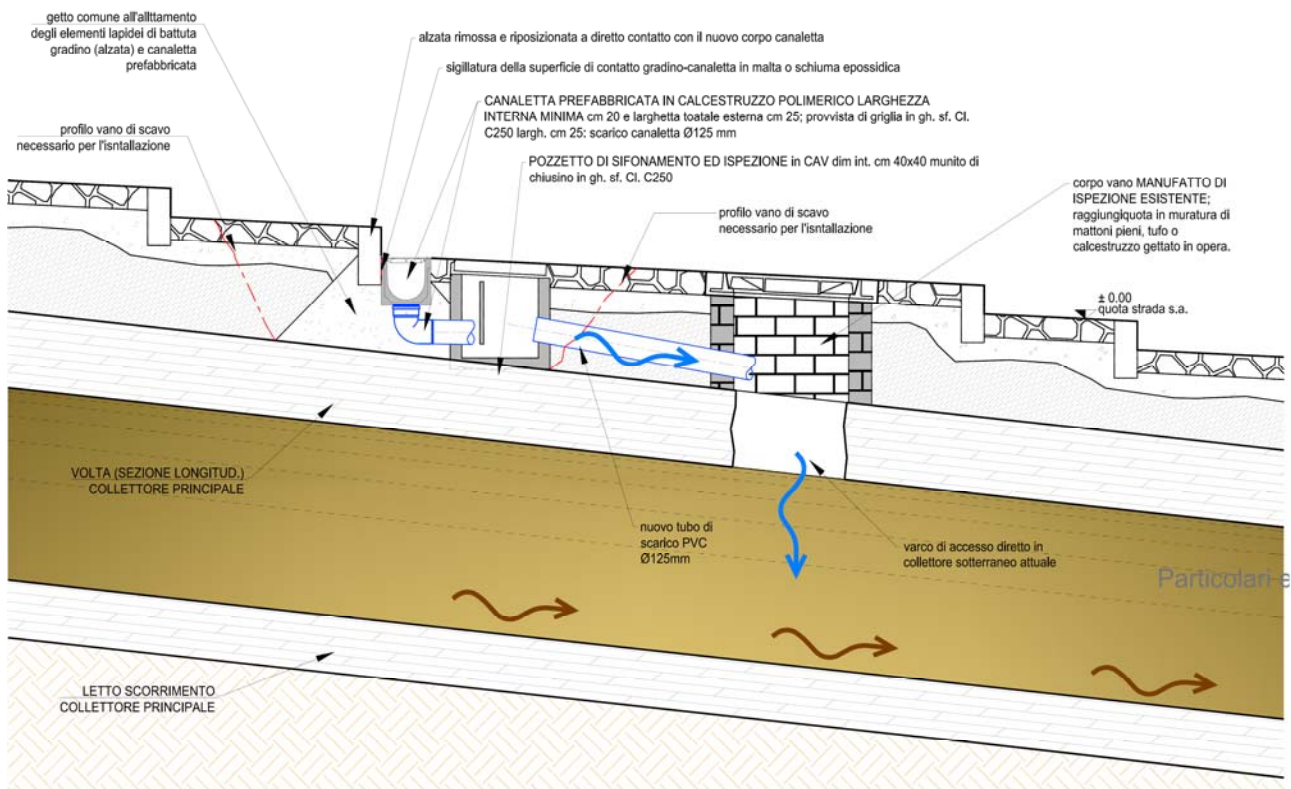 getto comune all'allttamento
degli elementi lapidei di battuta
gradino (alzata) e canaletta
prefabbricata
alzata rimossa e riposizionata a diretto contatto con il nuovo corpo canaletta
sigillatura della superficie di contatto gradino-canaletta in malta o schiuma epossidica
CANALETTA PREFABBRICATA IN CALCESTRUZZO POLIMERICO LARGHEZZA
INTERNA MINIMA cm 20 e larghetta toatale esterna cm 25; provvista di griglia in gh. sf. Cl.
C250 largh. cm 25: scarico canaletta Ø125 mm
profilo vano di scavo
necessario per l'isntallazione
POZZETTO DI SIFONAMENTO ED ISPEZIONE in CAV dim int. cm 40x40 munito di
chiusino in gh. sf. Cl. C250
corpo vano MANUFATTO DI
ISPEZIONE ESISTENTE;
raggiungiquota in muratura di
mattoni pieni, tufo o
calcestruzzo gettato in opera.
profilo vano di scavo
necessario per l'isntallazione
± 0.00
quota strada s.a.
VOLTA (SEZIONE LONGITUD.)
COLLETTORE PRINCIPALE
nuovo tubo di
scarico PVC
Ø125mm
varco di accesso diretto in
collettore sotterraneo attuale
Particolari e
LETTO SCORRIMENTO
COLLETTORE PRINCIPALE